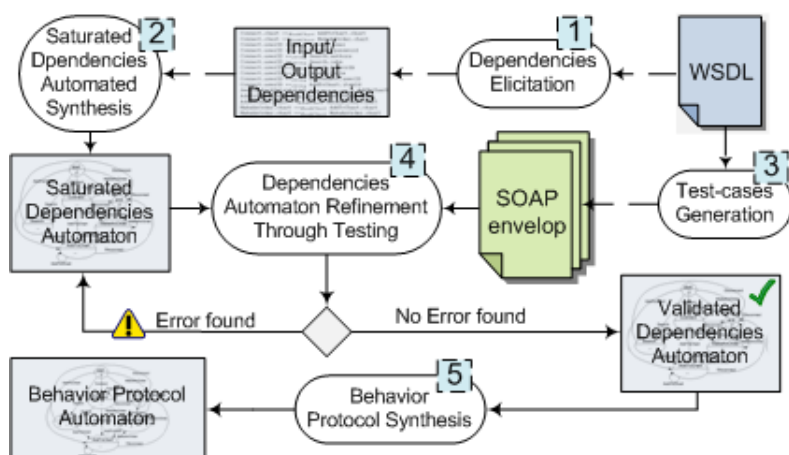 Saturated
Dpendencies
Automated
Synthesis
2
Input/
Output
Dependencies
1
Dependencies
Elicitation
WSDL
Saturated
Dependencies
Automaton
4
Dependencies
Automaton Refinement
Through Testing
SOAP
envelop
3
Test-cases
Generation
Error found
No Error found
Validated
Dependencies
Automaton
Behavior Protocol
Automaton
5
Behavior
Protocol Synthesis